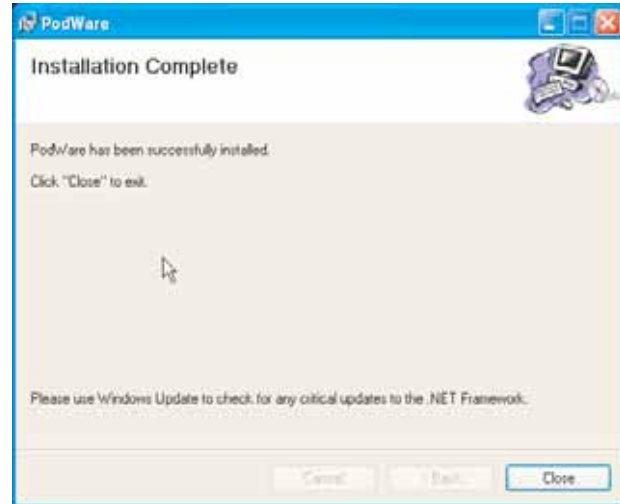 PodWare
Installation Complete
PodWare has been successfully installed.
Click "Close" to exit.
Please use Windows Update to check for any critical updates to the .NET Framework.
Cancel
< Back
Close